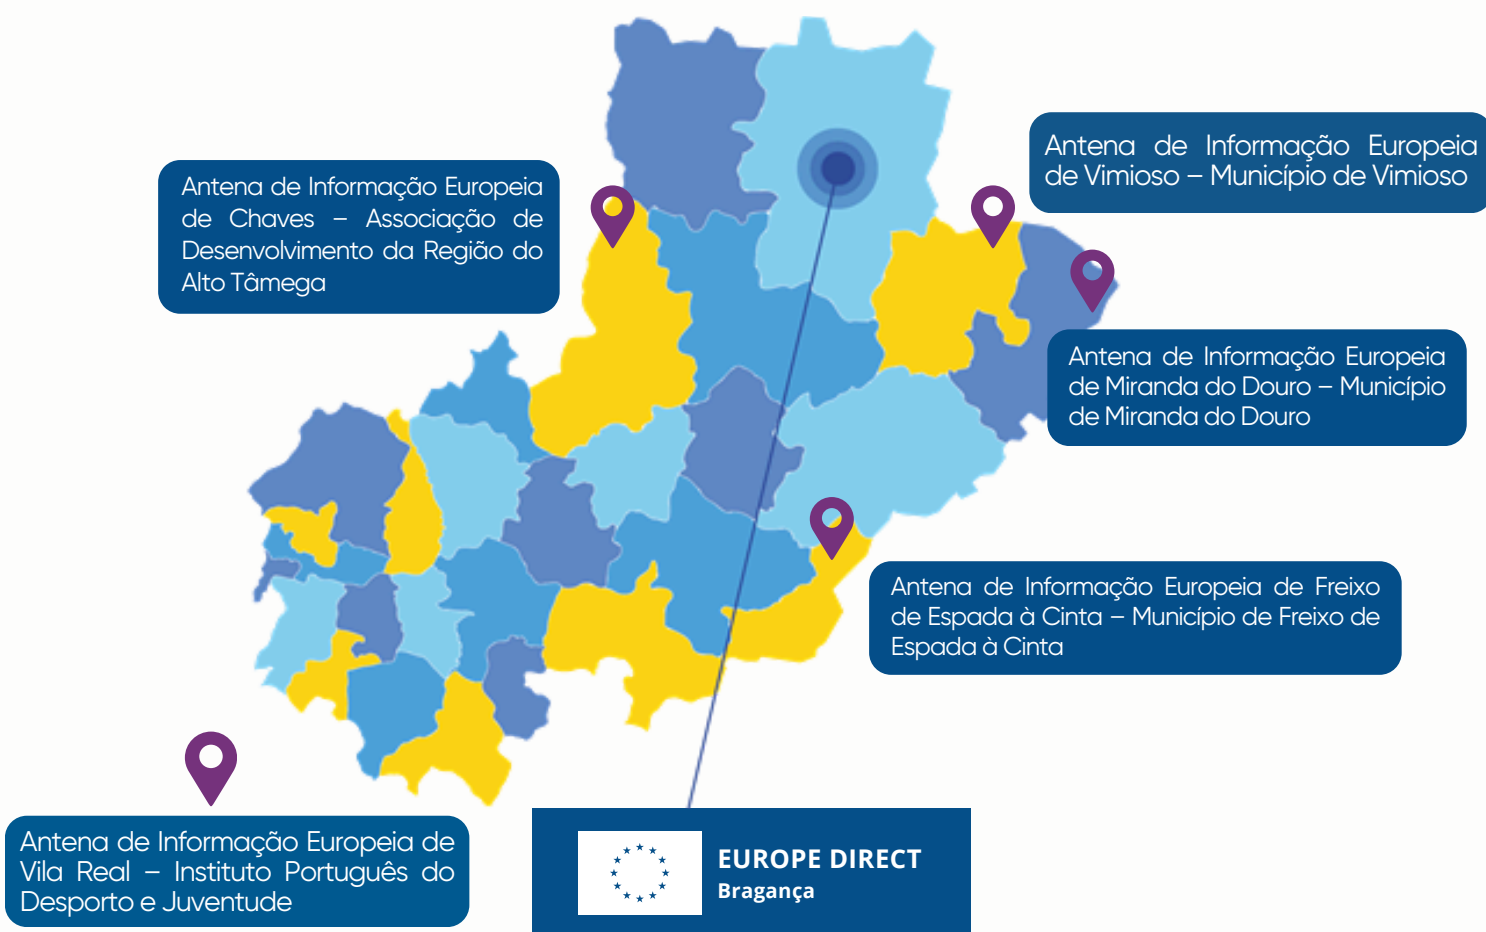 Antena de Informação Europeia
de Vimioso – Município de Vimioso
Antena de Informação Europeia
de Chaves – Associação de
Desenvolvimento da Região do
Alto Tâmega
Antena de Informação Europeia
de Miranda do Douro – Município
de Miranda do Douro
Antena de Informação Europeia de Freixo
de Espada à Cinta – Município de Freixo de
Espada à Cinta
Antena de Informação Europeia de
Vila Real – Instituto Português do
Desporto e Juventude
EUROPE DIRECT
Bragança